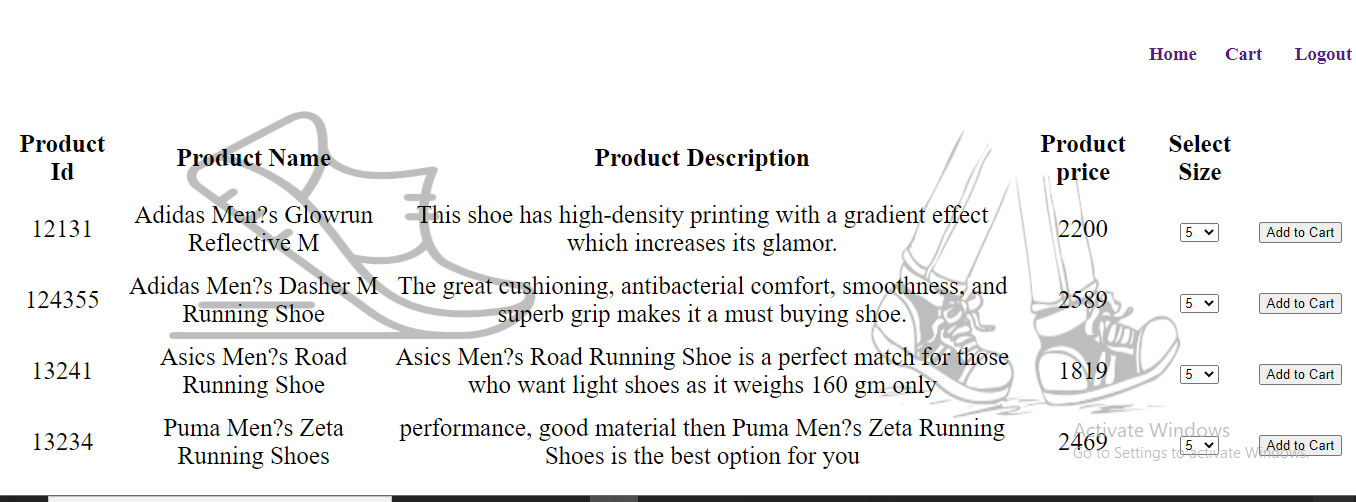 Home Cart Logout
Product
Id
Product Name
Product Description
Product
price
Select
Size
12131
Adidas Men?s Glowrun
Reflective M
This shoe has high-density printing with a gradient effect
which increases its glamor.
2200
5
Add to Cart
124355
Adidas Men?s Dasher M
Running Shoe
The great cushioning, antibacterial comfort, smoothness, and
superb grip makes it a must buying shoe.
2589
5
Add to Cart
13241
Asics Men?s Road
Running Shoe
Asics Men?s Road Running Shoe is a perfect match for those
who want light shoes as it weighs 160 gm only
1819
5
Add to Cart
13234
Puma Men?s Zeta
Running Shoes
performance, good material then Puma Men?s Zeta Running
Shoes is the best option for you
2469
5
Add to Cart
Activate Windows
Go to Settings to activate Windows.